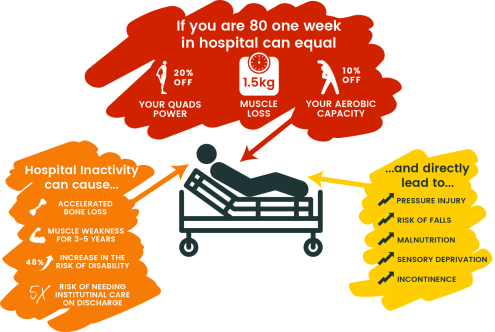 If you are 80 one week
in hospital can equal
20%
OFF
YOUR QUADS
POWER
1.5kg
MUSCLE
LOSS
10%
OFF
YOUR AEROBIC
CAPACITY
Hospital Inactivity
can cause...
ACCELERATED
BONE LOSS
MUSCLE WEAKNESS
FOR 3-5 YEARS
46%
INCREASE IN THE
RISK OF DISABILITY
5X
RISK OF NEEDING
INSTITUTINAL CARE
ON DISCHARGE
...and directly
lead to...
PRESSURE INJURY
RISK OF FALLS
MALNUTRITION
SENSORY DEPRIVATION
INCONTINENCE